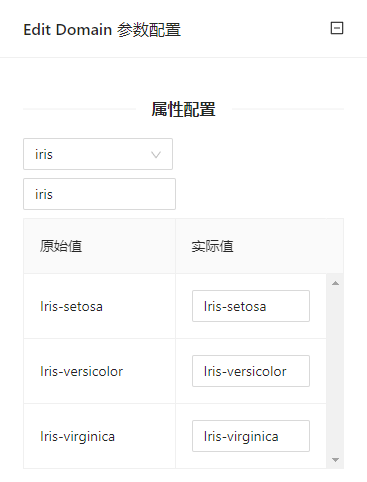 Edit Domain 参数配置
属性配置
iris
iris
原始值 实际值
Iris-setosa Iris-setosa
Iris-versicolor Iris-versicolor
Iris-virginica Iris-virginica